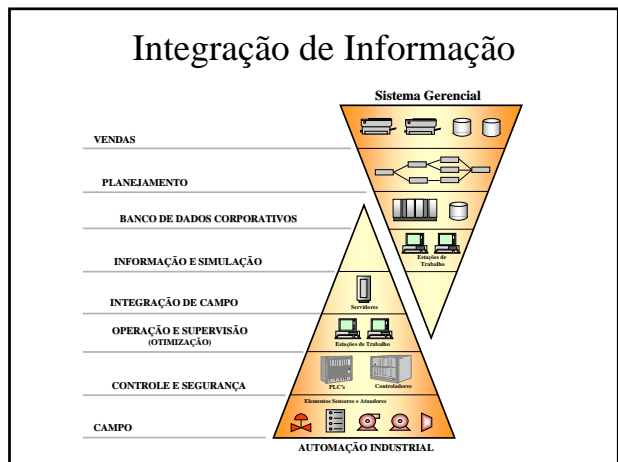 Integração de Informação
Sistema Gerencial
VENDAS
PLANEJAMENTO
BANCO DE DADOS CORPORATIVOS
Estações de
Trabalho
INFORMAÇÃO E SIMULAÇÃO
INTEGRAÇÃO DE CAMPO
Servidores
OPERAÇÃO E SUPERVISÃO
(OTIMIZAÇÃO)
Estações de Trabalho
CONTROLE E SEGURANÇA
PLC's
Controladores
Elementos Sensores e Atuadores
CAMPO
AUTOMAÇÃO INDUSTRIAL